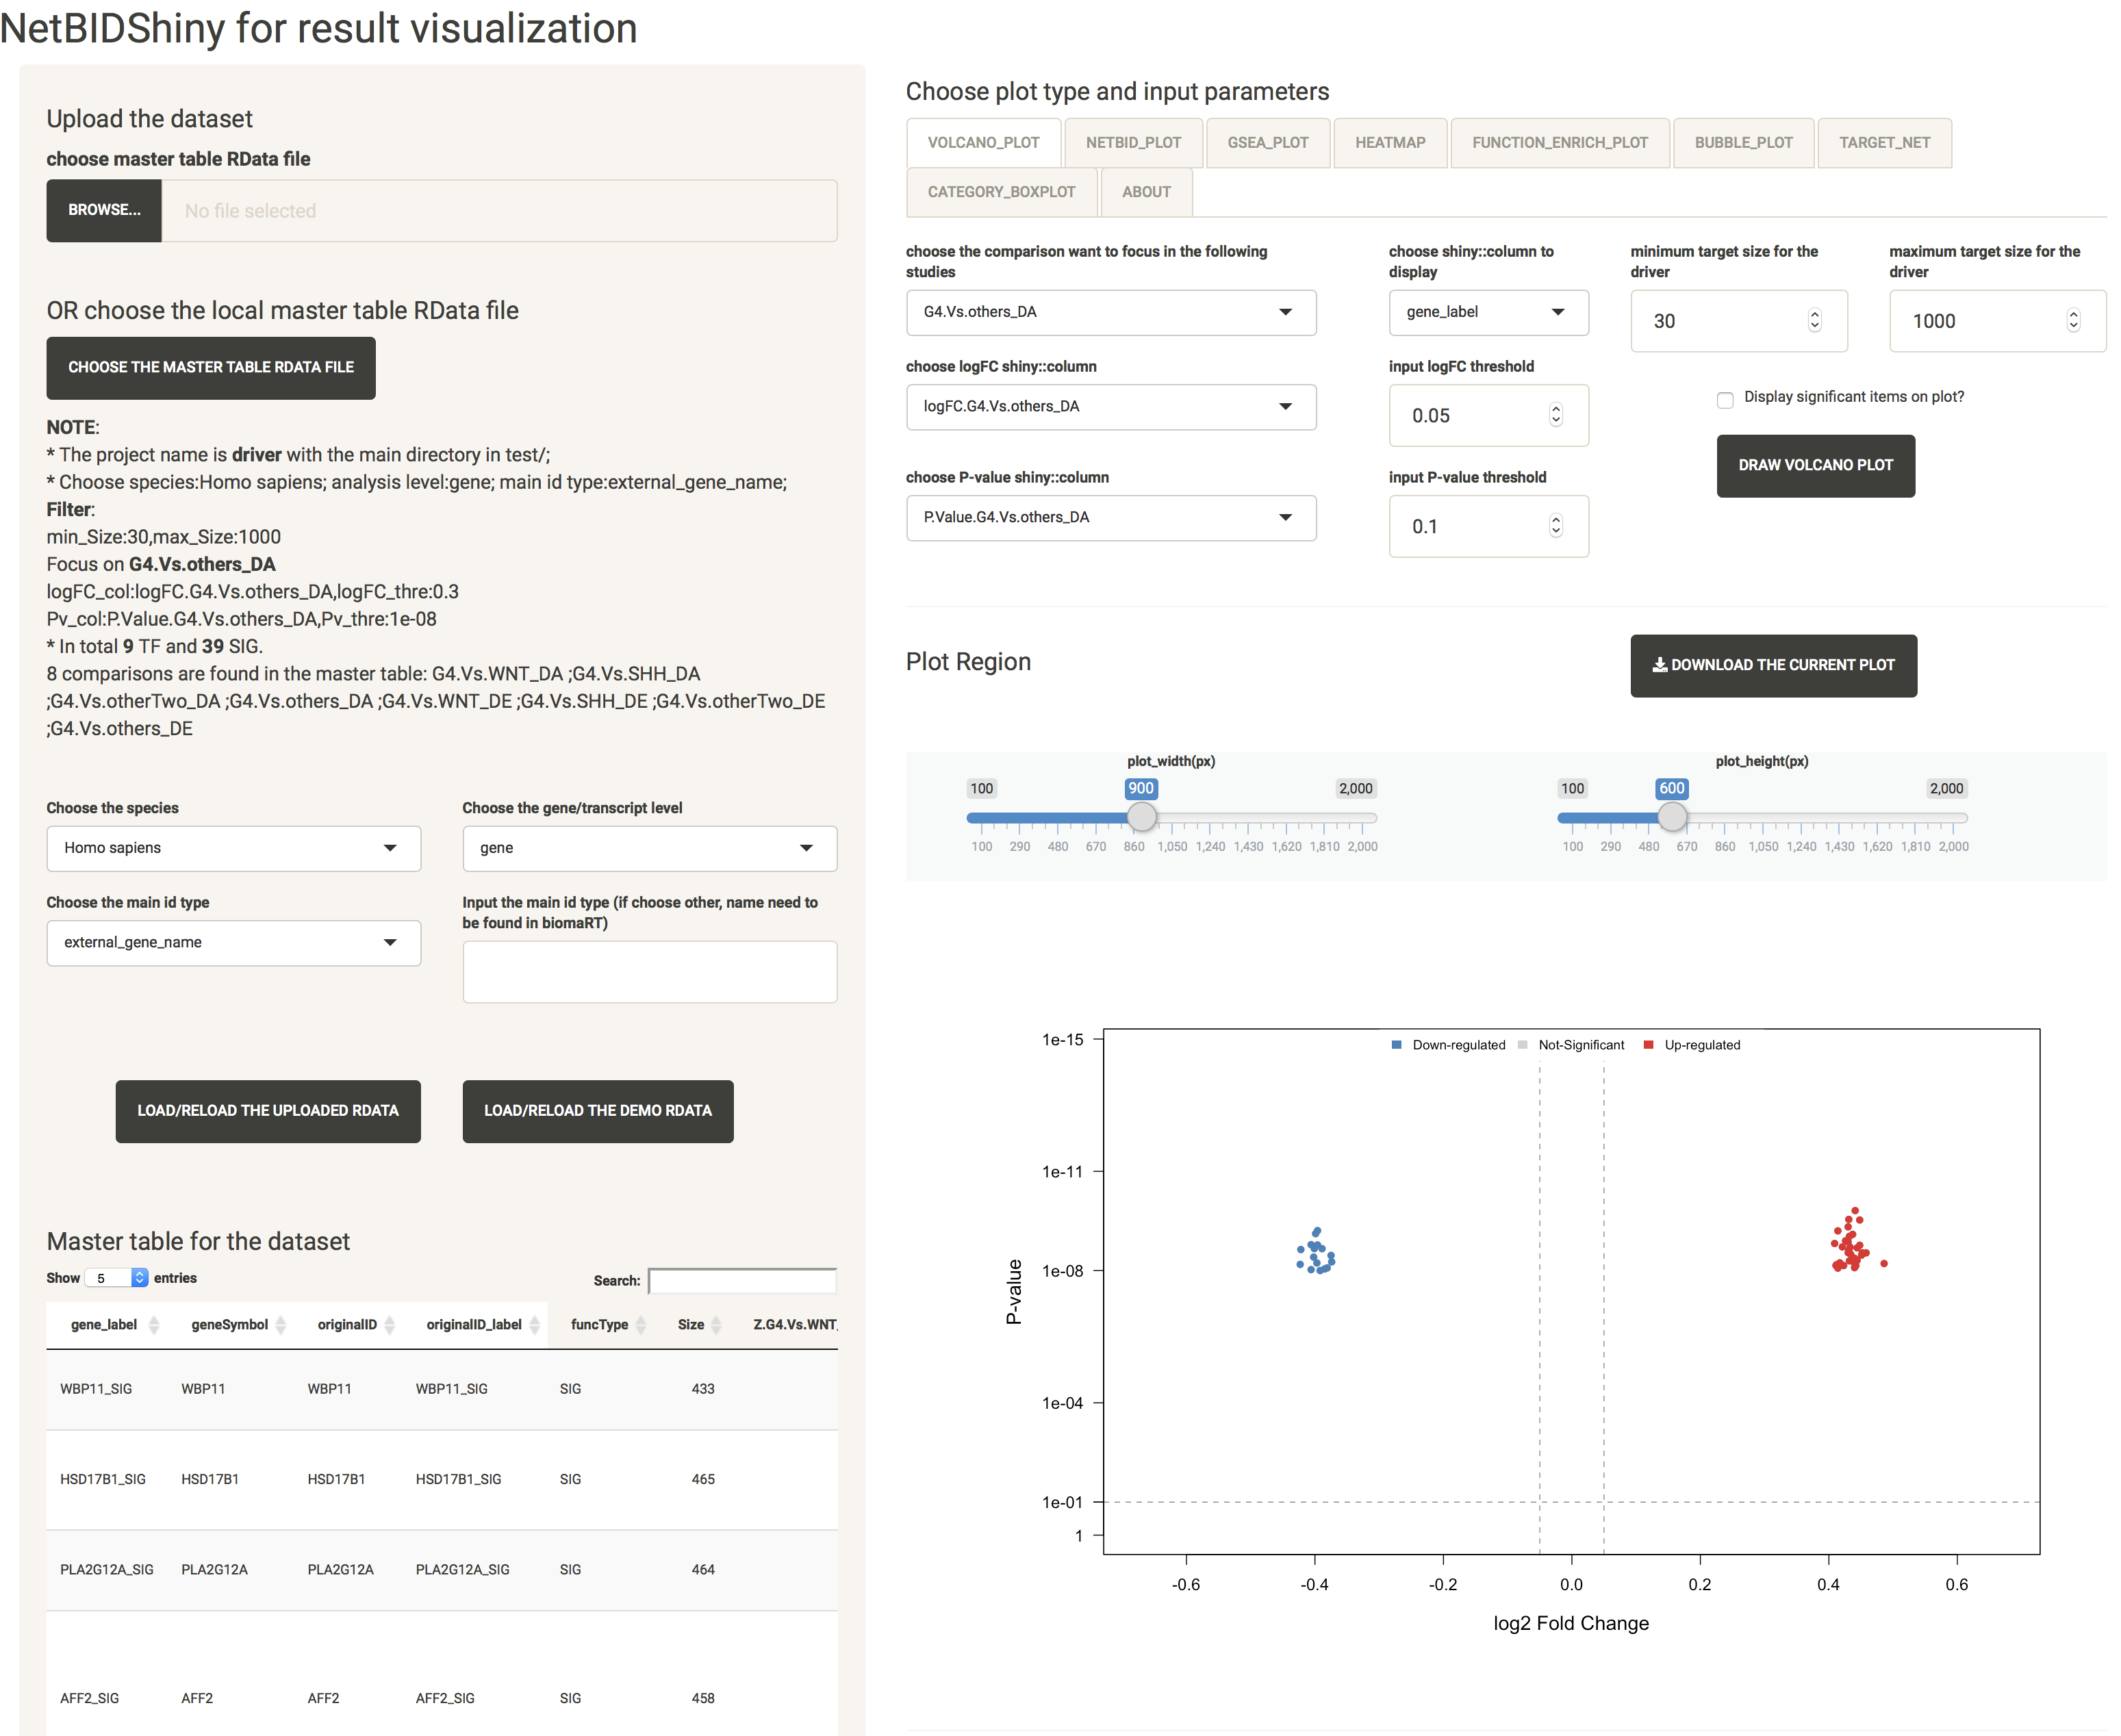 NetBIDShiny for result visualization
Upload the dataset
choose master table RData file
BROWSE...
No file selected
OR choose the local master table RData file
CHOOSE THE MASTER TABLE RDATA FILE
NOTE:
* The project name is driver with the main directory in test/;
* Choose species:Homo sapiens; analysis level:gene; main id type:external_gene_name;
Filter:
min_Size:30,max_Size:1000
Focus on G4.Vs.others_DA
logFC_col:logFC.G4.Vs.others_DA,logFC_thre:0.3
Pv_col:P.Value.G4.Vs.others_DA,Pv_thre:1e-08
* In total 9 TF and 39 SIG.
8 comparisons are found in the master table: G4.Vs.WNT_DA ;G4.Vs.SHH_DA
;G4.Vs.otherTwo_DA ;G4.Vs.others_DA ;G4.Vs.WNT_DE ;G4.Vs.SHH_DE ;G4.Vs.otherTwo_DE
;G4.Vs.others_DE
Choose the species
Homo sapiens
Choose the gene/transcript level
gene
Choose the main id type
external_gene_name
Input the main id type (if choose other, name need to
be found in biomaRT)
LOAD/RELOAD THE UPLOADED RDATA
LOAD/RELOAD THE DEMO RDATA
Master table for the dataset
Show 5 entries
Search:
gene_label geneSymbol originalID originalID_label funcType Size Z.G4.Vs.WNT_
WBP11_SIG WBP11 WBP11 WBP11_SIG SIG 433
HSD17B1_SIG HSD17B1 HSD17B1 HSD17B1_SIG SIG 465
PLA2G12A_SIG PLA2G12A PLA2G12A PLA2G12A_SIG SIG 464
AFF2_SIG AFF2 AFF2 AFF2_SIG SIG 458
Choose plot type and input parameters
VOLCANO_PLOT NETBID_PLOT GSEA_PLOT HEATMAP FUNCTION_ENRICH_PLOT BUBBLE_PLOT TARGET_NET
CATEGORY_BOXPLOT ABOUT
choose the comparison want to focus in the following
studies
G4.Vs.others_DA
choose shiny::column to
display
gene_label
minimum target size for the
driver
30
maximum target size for the
driver
1000
choose logFC shiny::column
logFC.G4.Vs.others_DA
input logFC threshold
0.05
Display significant items on plot?
DRAW VOLCANO PLOT
choose P-value shiny::column
P.Value.G4.Vs.others_DA
input P-value threshold
0.1
Plot Region
DOWNLOAD THE CURRENT PLOT
plot_width(px)
100 900 2,000
100 290 480 670 860 1,050 1,240 1,430 1,620 1,810 2,000
plot_height(px)
100 600 2,000
100 290 480 670 860 1,050 1,240 1,430 1,620 1,810 2,000
Down-regulated Not-Significant Up-regulated
1e-15
1e-11
1e-08
1e-04
1e-01
1
P-value
-0.6 -0.4 -0.2 0.0 0.2 0.4 0.6
log2 Fold Change